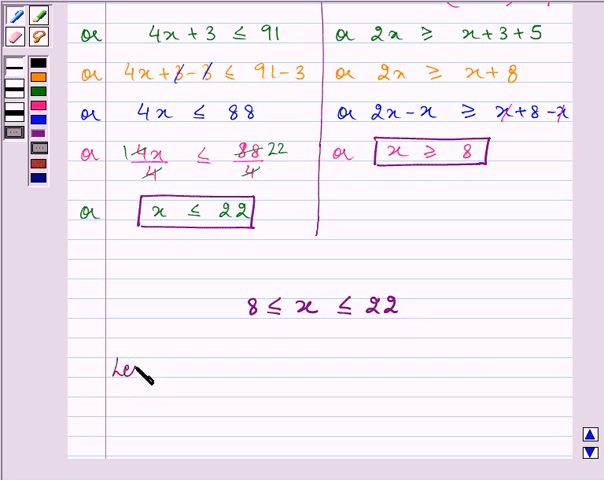 or 4x + 3 ≤ 91
or 4x + 3 - 3 ≤ 91 - 3
or 4x ≤ 88
or 1 4x/4 ≤ 88/4 22
or x ≤ 22
or 2x ≥ x + 3 + 5
or 2x ≥ x + 8
or 2x - x ≥ x + 8 - x
or x ≥ 8
8 ≤ x ≤ 22
Le